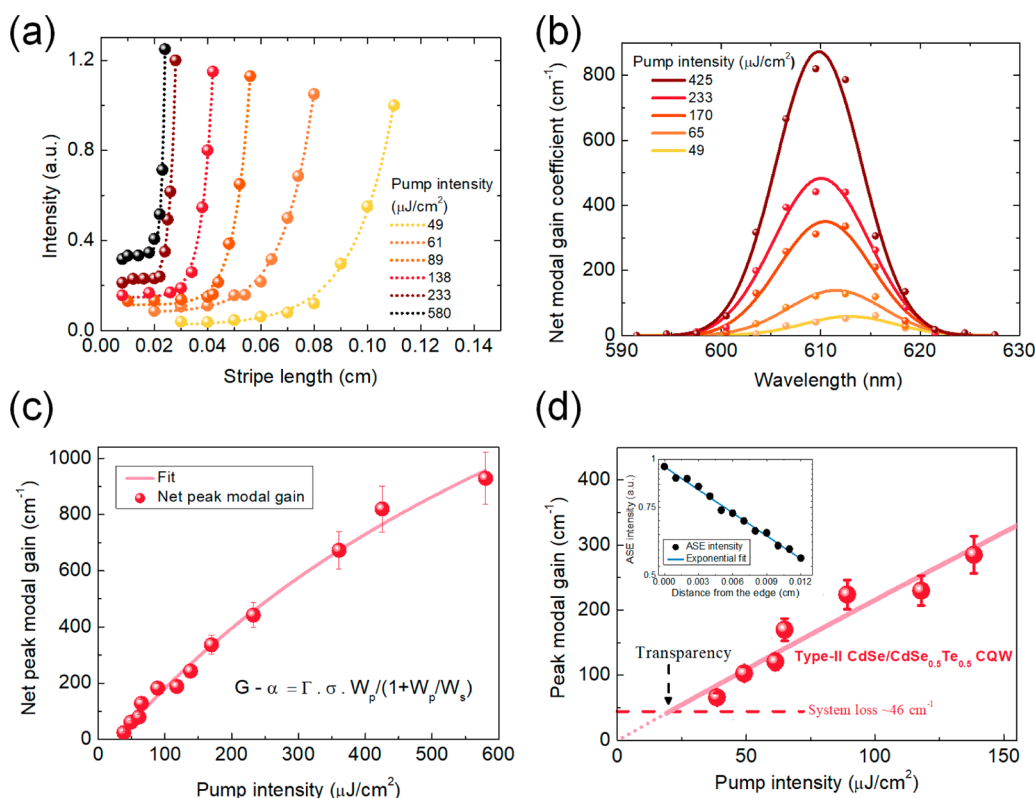 (a)
1.2
0.8
0.4
0.0
Intensity (a.u.)
0.00 0.02 0.04 0.06 0.08 0.10 0.12 0.14
Stripe length (cm)
Pump intensity
(μJ/cm²)
49
61
89
138
233
580
(b)
Pump intensity (μJ/cm²)
425
233
170
65
49
800
600
400
200
0
Net modal gain coefficient (cm⁻¹)
590 600 610 620 630
Wavelength (nm)
(c)
1000
800
600
400
200
0
Net peak modal gain (cm⁻¹)
Fit
Net peak modal gain
G - α = Γ . σ . Wₚ/(1+Wₚ/Wₛ)
0 100 200 300 400 500 600
Pump intensity (μJ/cm²)
(d)
400
300
200
100
0
Peak modal gain (cm⁻¹)
1
0.75
0.5
ASE intensity (a.u.)
ASE intensity
Exponential fit
0.000 0.003 0.006 0.009 0.012
Distance from the edge (cm)
Transparency
Type-II CdSe/CdSe₀.₅Te₀.₅ CQW
System loss ~46 cm⁻¹
0 50 100 150
Pump intensity (μJ/cm²)